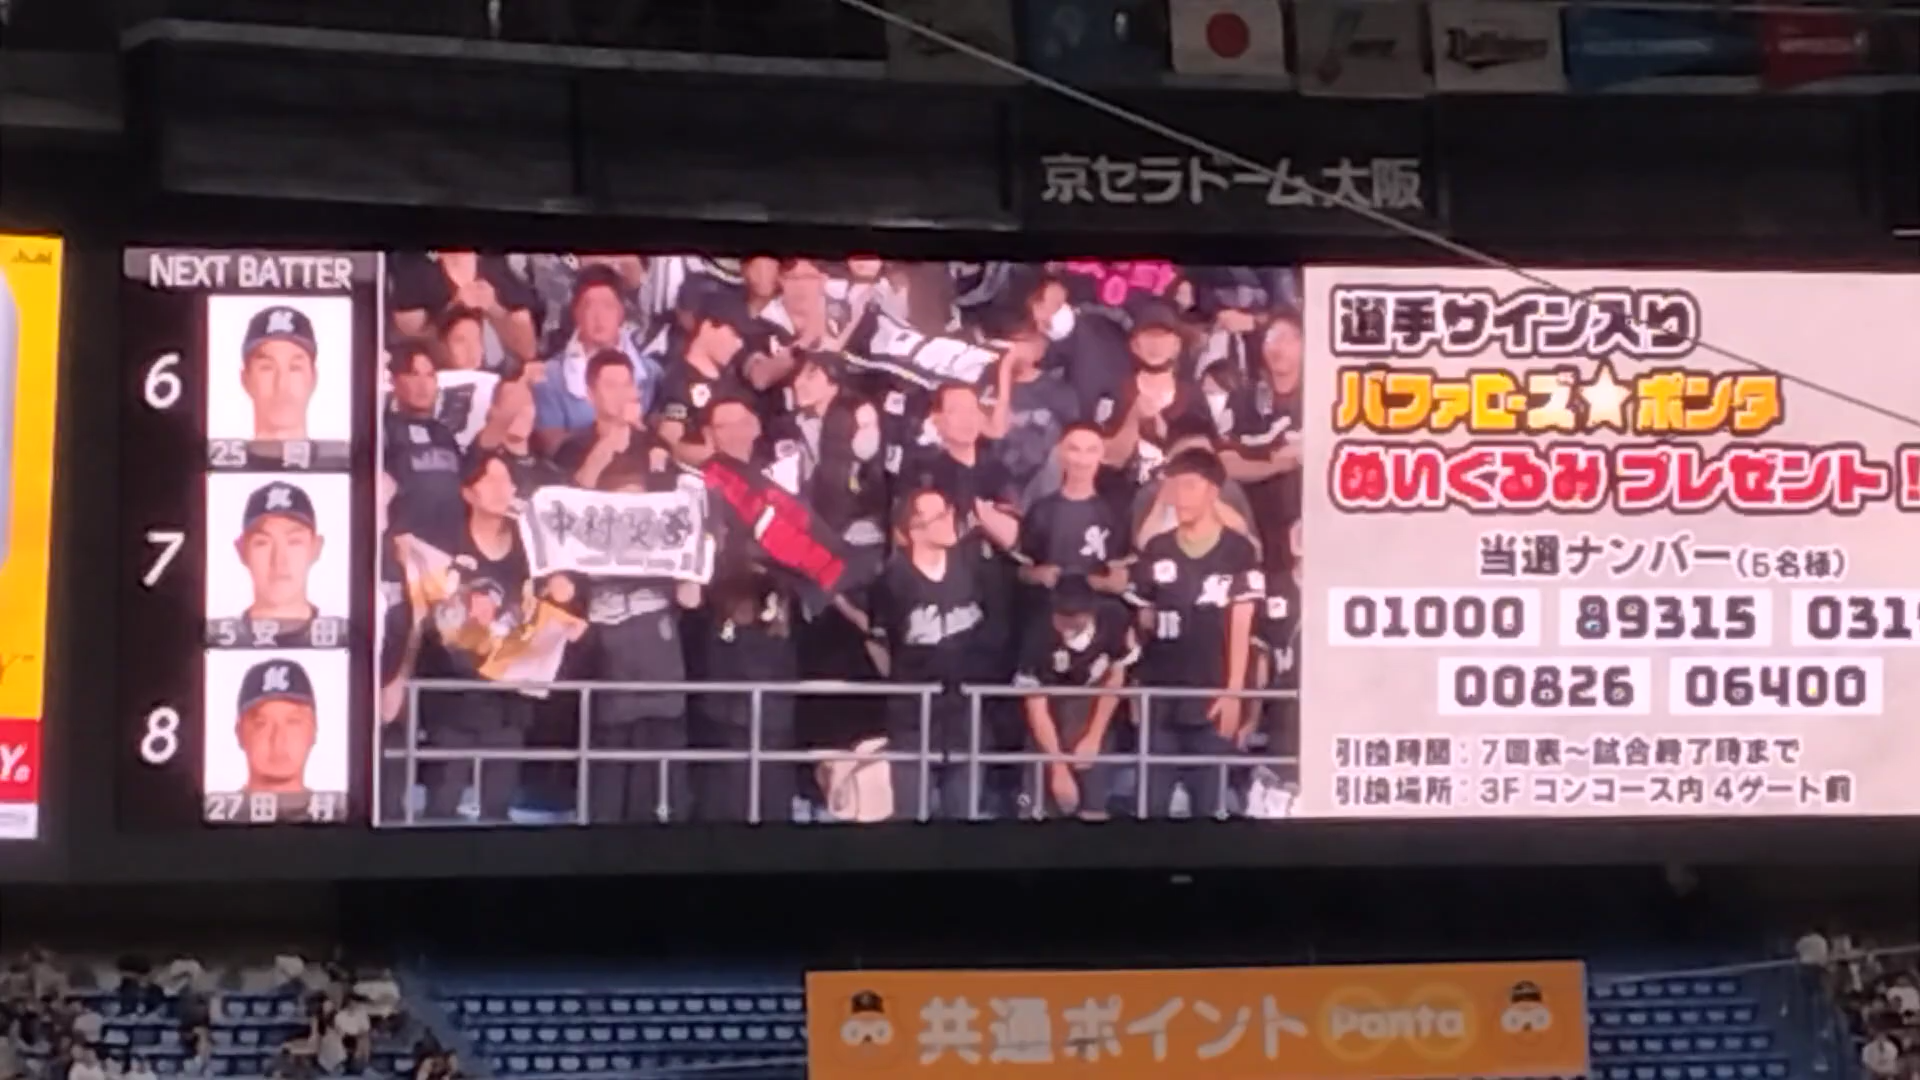 京セラドーム大阪
NEXT BATTER
6
25 岡
7
5 安田
8
27 田村
中村奨吾
選手サイン入り
バファローズ☆ポンタ
ぬいぐるみ プレゼント！
当選ナンバー(5名様)
01000 89315 031
00826 06400
引換時間：7回表～試合終了時まで
引換場所：3F コンコース内 4ゲート前
共通ポイント Ponta